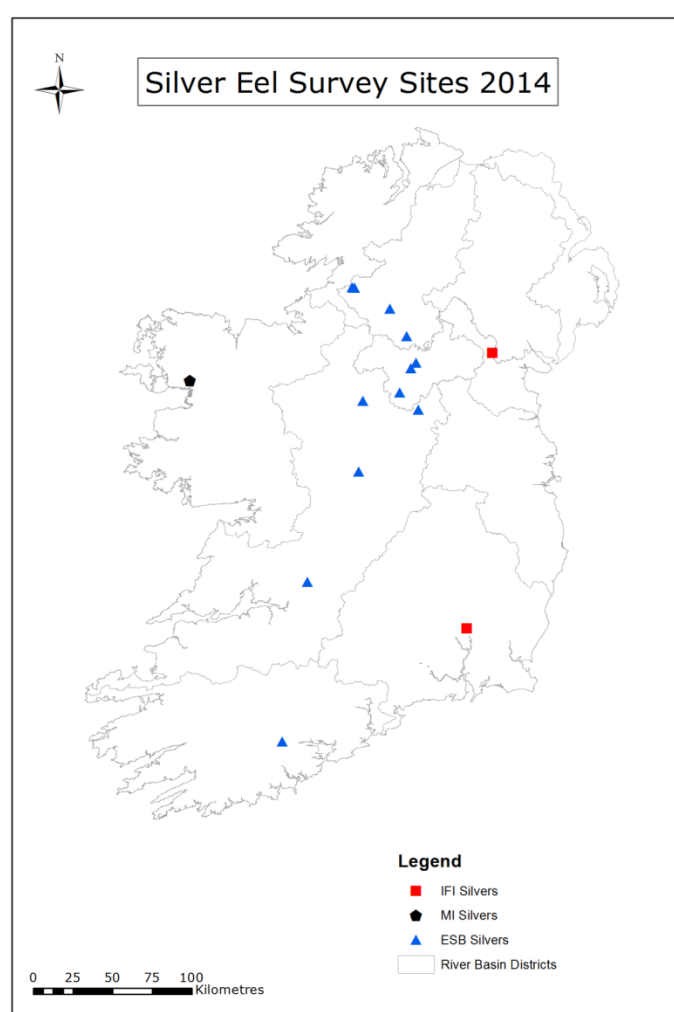 N
Silver Eel Survey Sites 2014
Legend
IFI Silvers
MI Silvers
ESB Silvers
River Basin Districts
0 25 50 75 100
Kilometres